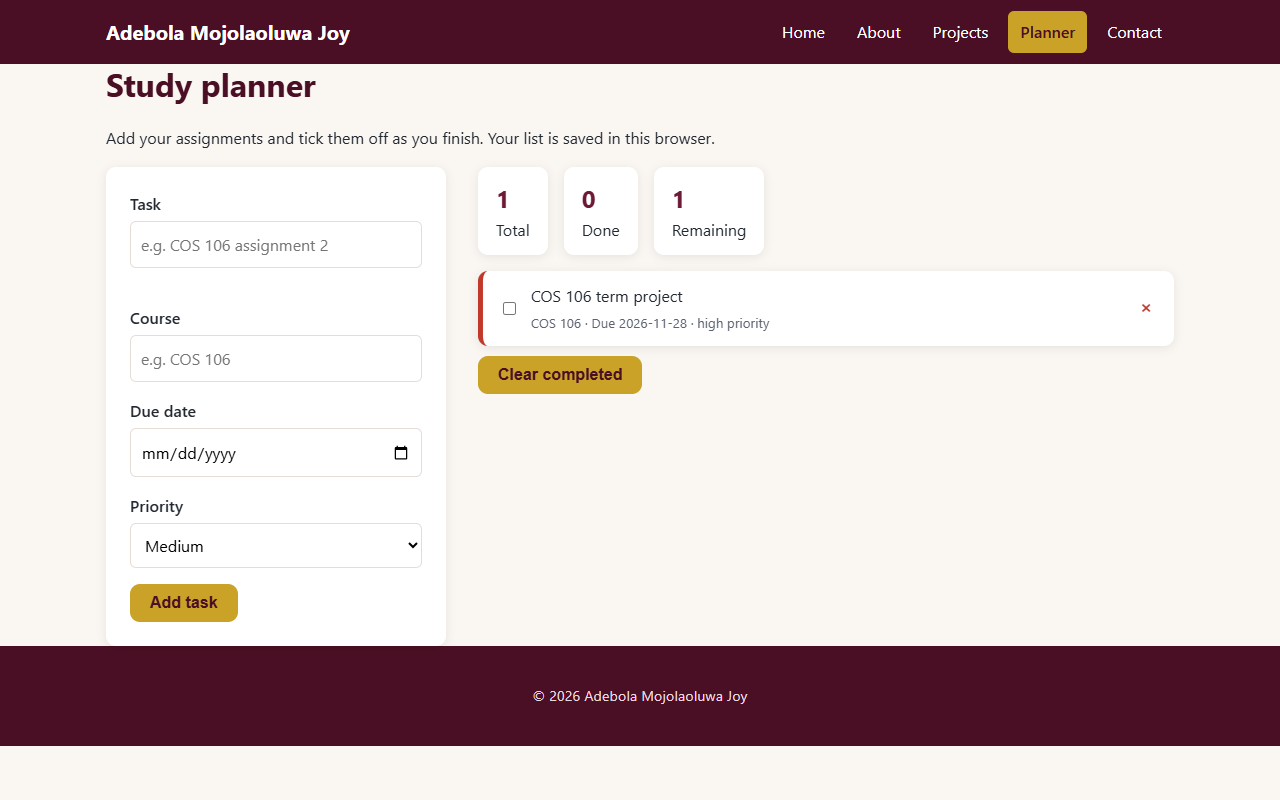 Adebola Mojolaoluwa Joy
Home About Projects Planner Contact
Study planner
Add your assignments and tick them off as you finish. Your list is saved in this browser.
Task
e.g. COS 106 assignment 2
Course
e.g. COS 106
Due date
mm/dd/yyyy
Priority
Medium
Add task
1 0 1
Total Done Remaining
COS 106 term project
COS 106 · Due 2026-11-28 · high priority
×
Clear completed
© 2026 Adebola Mojolaoluwa Joy